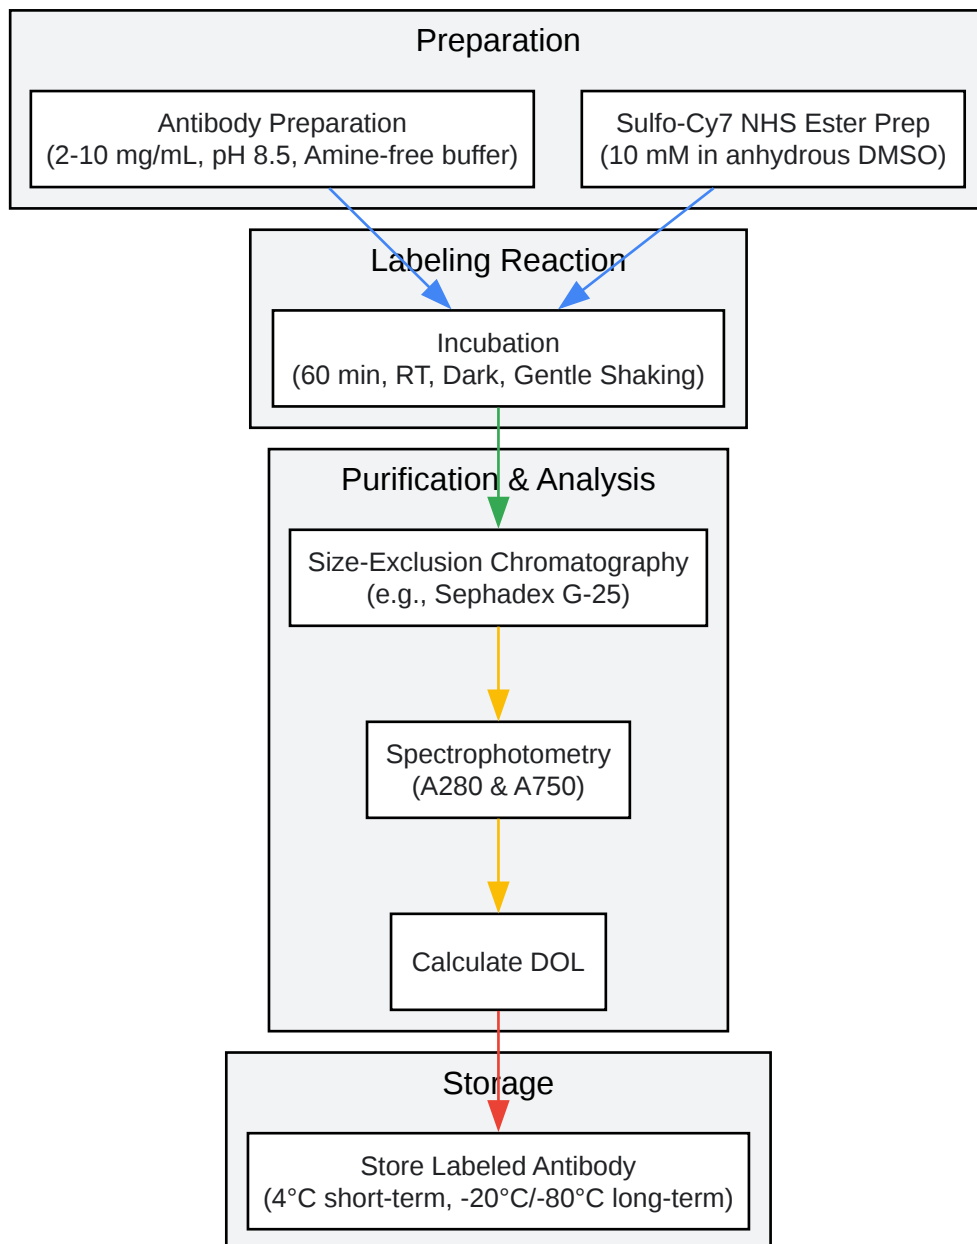 Preparation
Antibody Preparation
(2-10 mg/mL, pH 8.5, Amine-free buffer)
Sulfo-Cy7 NHS Ester Prep
(10 mM in anhydrous DMSO)
Labeling Reaction
Incubation
(60 min, RT, Dark, Gentle Shaking)
Purification & Analysis
Size-Exclusion Chromatography
(e.g., Sephadex G-25)
Spectrophotometry
(A280 & A750)
Calculate DOL
Storage
Store Labeled Antibody
(4°C short-term, -20°C/-80°C long-term)